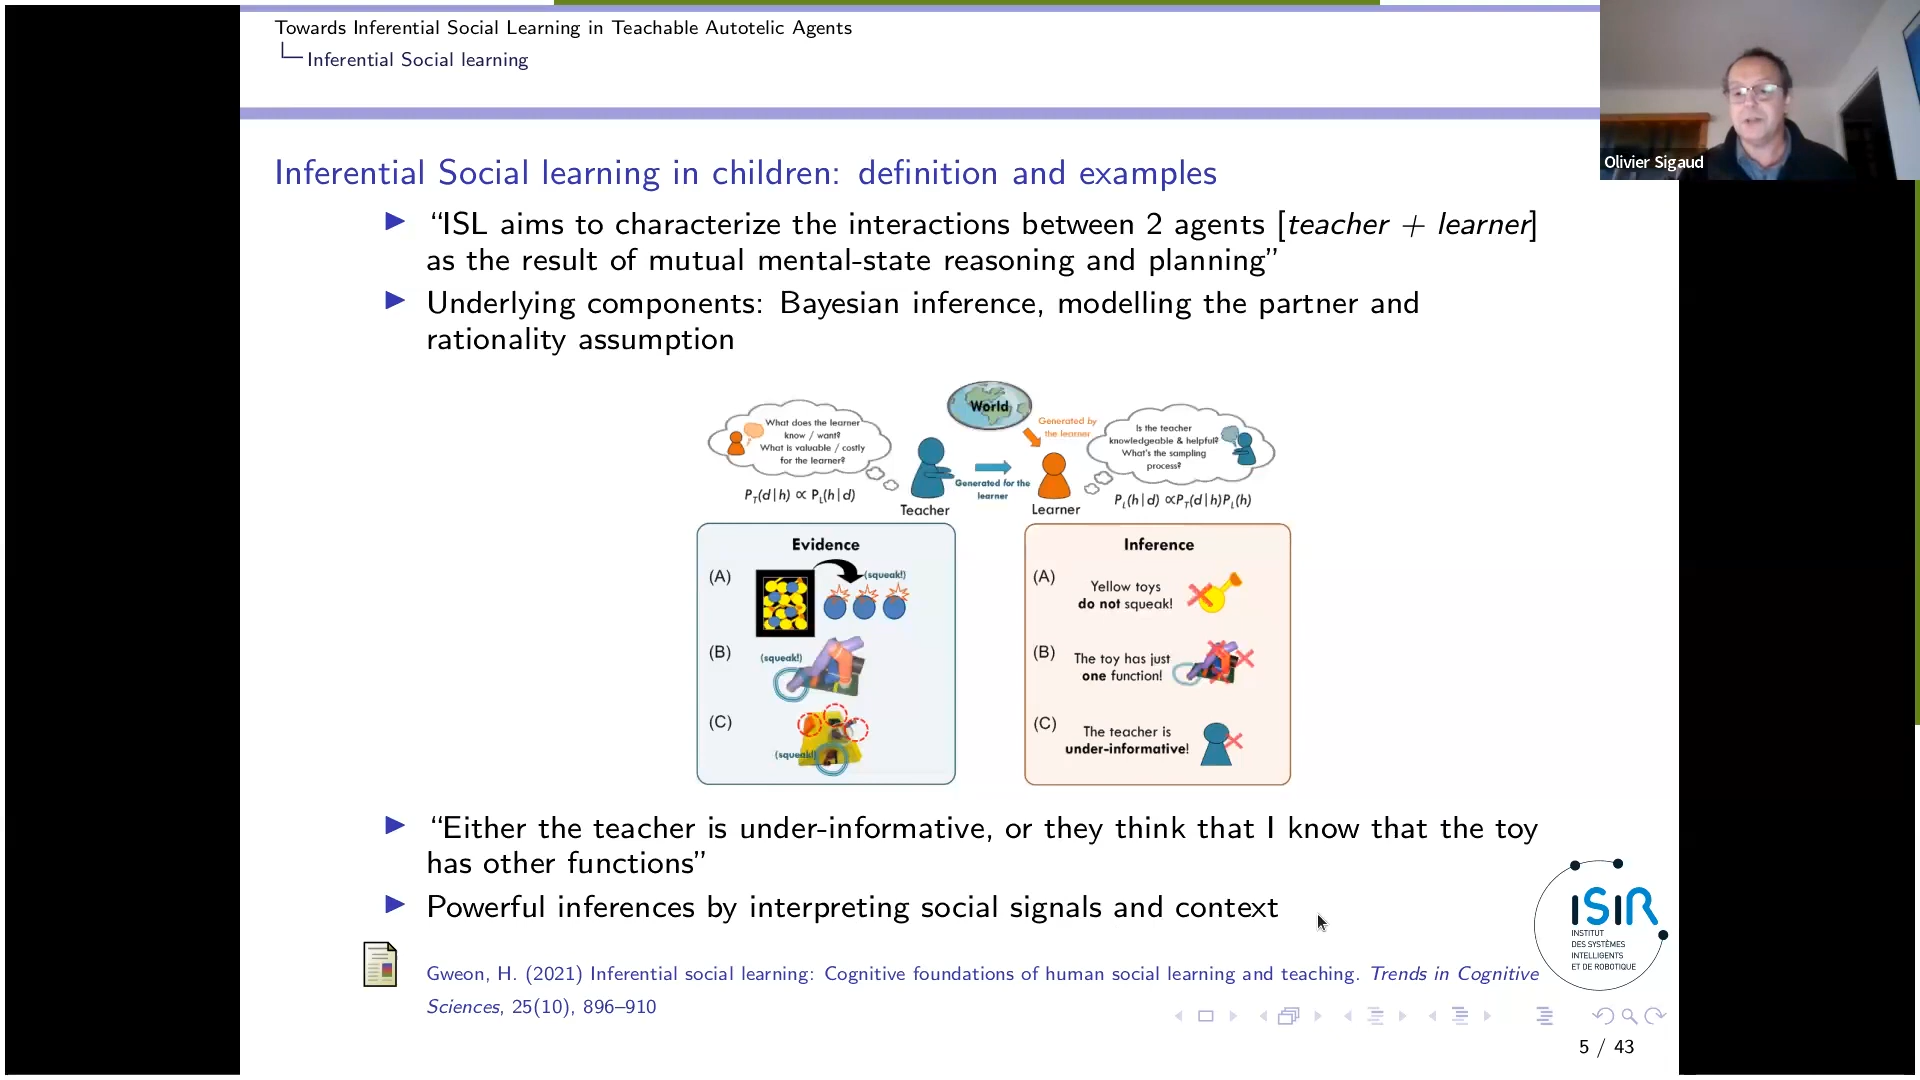 Towards Inferential Social Learning in Teachable Autotelic Agents
Inferential Social learning
Olivier Sigaud
Inferential Social learning in children: definition and examples
“ISL aims to characterize the interactions between 2 agents [teacher + learner]
as the result of mutual mental-state reasoning and planning”
Underlying components: Bayesian inference, modelling the partner and
rationality assumption
World
What does the learner
know / want?
What is valuable / costly
for the learner?
Generated by
the learner
Is the teacher
knowledgeable & helpful?
What's the sampling
process?
Generated for the
learner
P_T(d|h) ∝ P_L(h|d)
P_L(h|d) ∝P_T(d|h)P_L(h)
Teacher
Learner
Evidence
(A)
(squeak!)
(B)
(squeak!)
(C)
(squeak!)
Inference
(A)
Yellow toys
do not squeak!
(B)
The toy has just
one function!
(C)
The teacher is
under-informative!
“Either the teacher is under-informative, or they think that I know that the toy
has other functions”
Powerful inferences by interpreting social signals and context
ISIR
INSTITUT
DES SYSTÈMES
INTELLIGENTS
ET DE ROBOTIQUE
Gweon, H. (2021) Inferential social learning: Cognitive foundations of human social learning and teaching. Trends in Cognitive
Sciences, 25(10), 896–910
5 / 43